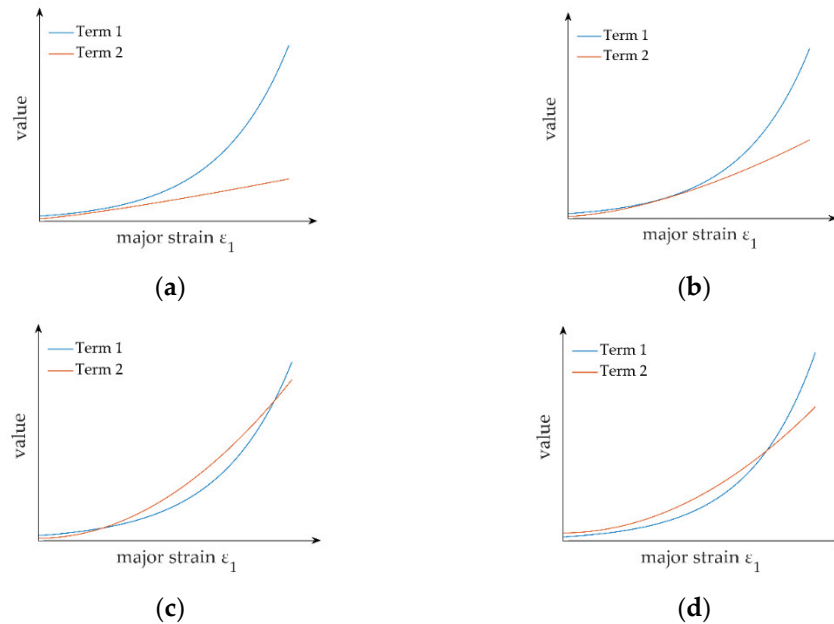 Term 1
Term 2
value
major strain ε1
(a)
Term 1
Term 2
value
major strain ε1
(b)
Term 1
Term 2
value
major strain ε1
(c)
Term 1
Term 2
value
major strain ε1
(d)